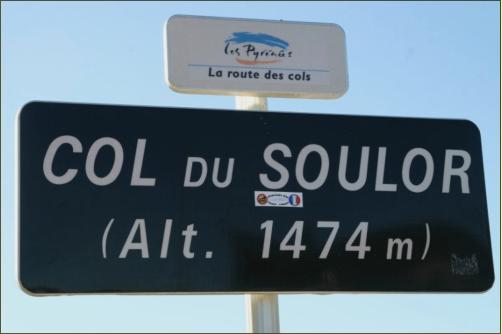 les Pyrénées
La route des cols
COL DU SOULOR
(Alt. 1474 m)